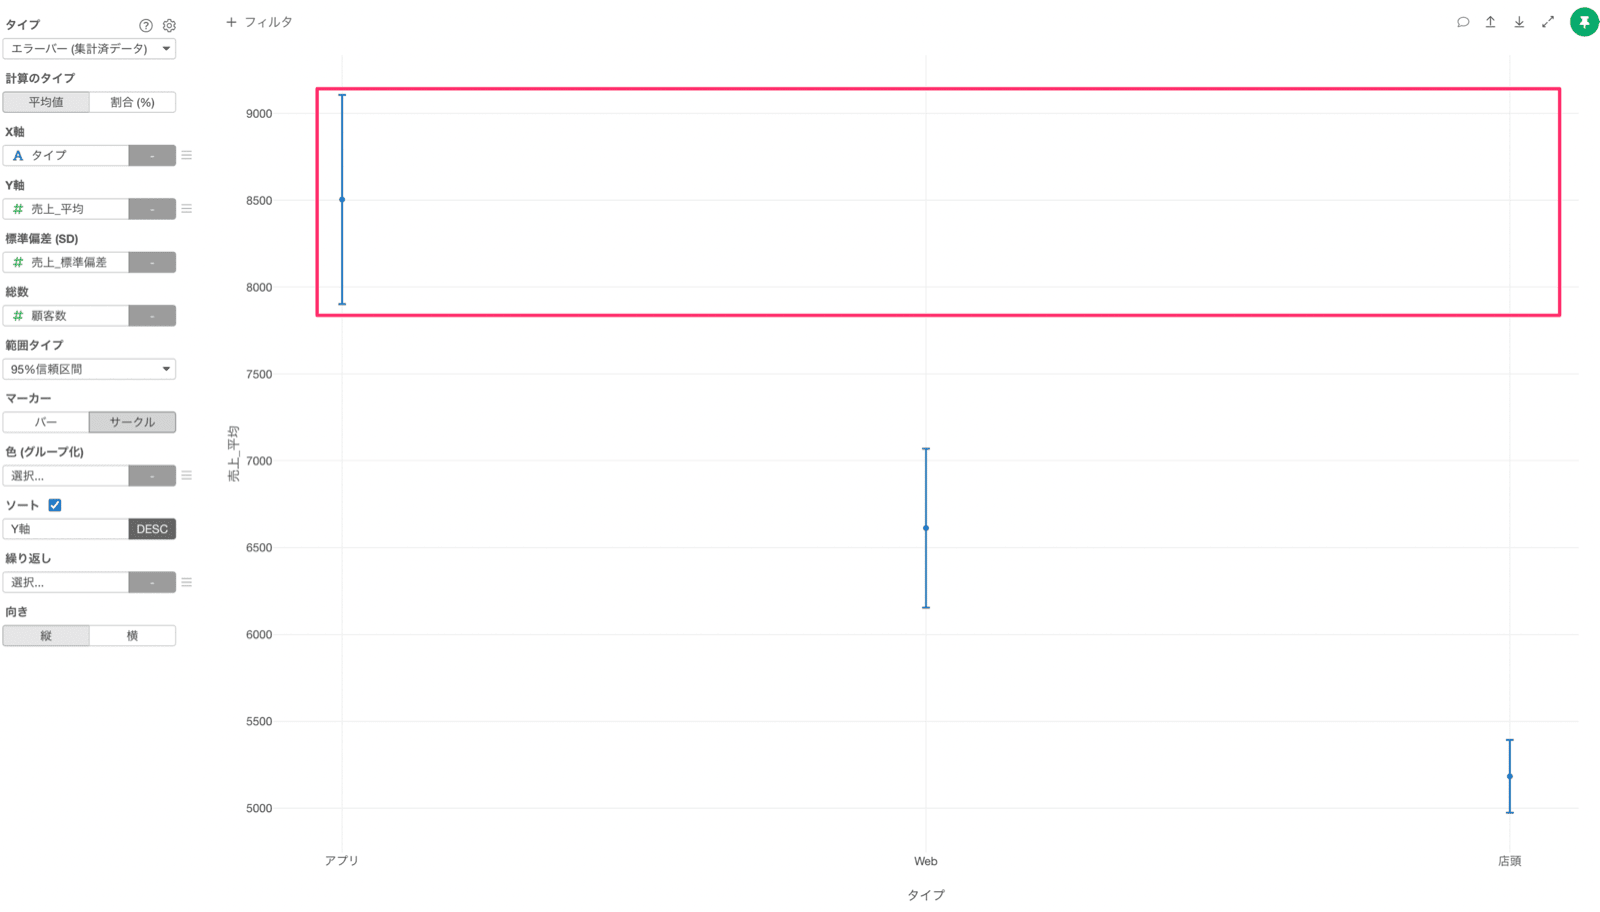 タイプ
エラーバー (集計済データ)
計算のタイプ
平均値
割合 (%)
X軸
A タイプ
-
Y軸
# 売上_平均
-
標準偏差 (SD)
# 売上_標準偏差
-
総数
# 顧客数
-
範囲タイプ
95%信頼区間
マーカー
バー
サークル
色 (グループ化)
選択...
-
ソート
Y軸
DESC
繰り返し
選択...
-
向き
縦
横
+ フィルタ
売上_平均
9000
8500
8000
7500
7000
6500
6000
5500
5000
アプリ
Web
店頭
タイプ